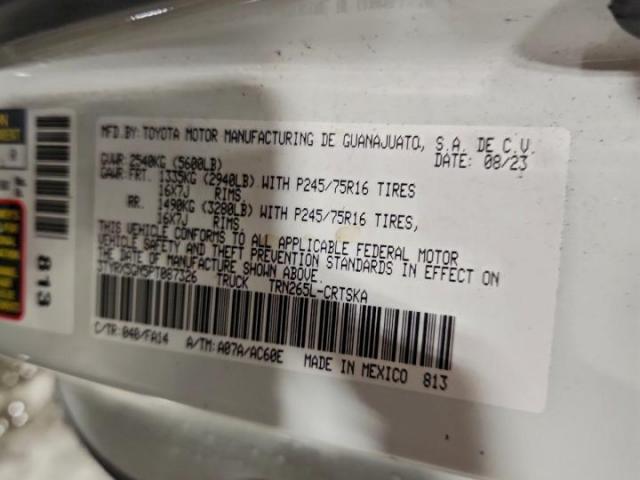 MFD.BY:TOYOTA MOTOR MANUFACTURING DE GUANAJUATO, S.A. DE C.V.
DATE: 08/23
GVWR: 2540KG (5600LB)
GAWR:FRT. 1335KG (2940LB) WITH P245/75R16 TIRES
16X7J RIMS
RR. 1490KG (3280LB) WITH P245/75R16 TIRES,
16X7J RIMS,
THIS VEHICLE CONFORMS TO ALL APPLICABLE FEDERAL MOTOR
VEHICLE SAFETY AND THEFT PREVENTION STANDARDS IN EFFECT ON
THE DATE OF MANUFACTURE SHOWN ABOVE.
3TYRX5GN5PT087326 TRUCK TRN265L-CRTSKA
C/TR:040/FA14 A/TM:A07A/AC60E MADE IN MEXICO 813
813